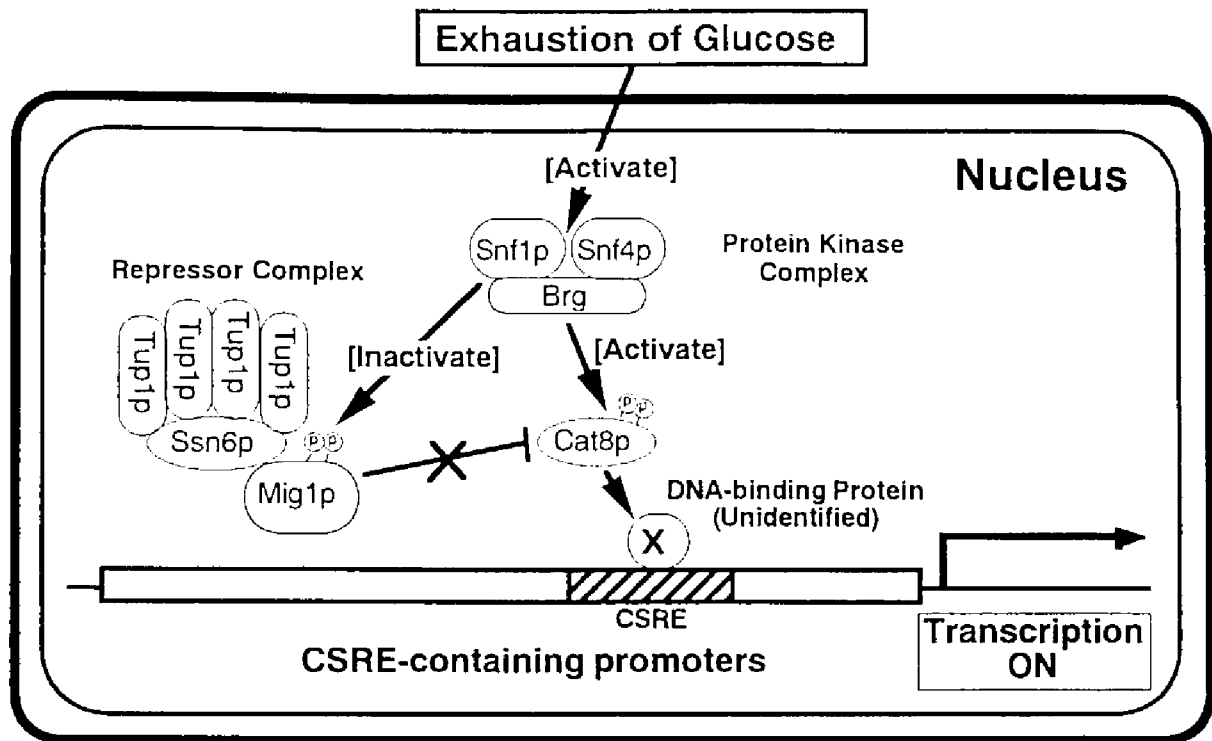 Exhaustion of Glucose
[Activate]
Nucleus
Snf1p
Snf4p
Brg
Protein Kinase
Complex
Repressor Complex
Tup1p
Tup1p
Tup1p
Tup1p
Ssn6p
P P
Mig1p
[Inactivate]
[Activate]
P P
Cat8p
DNA-binding Protein
(Unidentified)
X
CSRE
CSRE-containing promoters
Transcription
ON